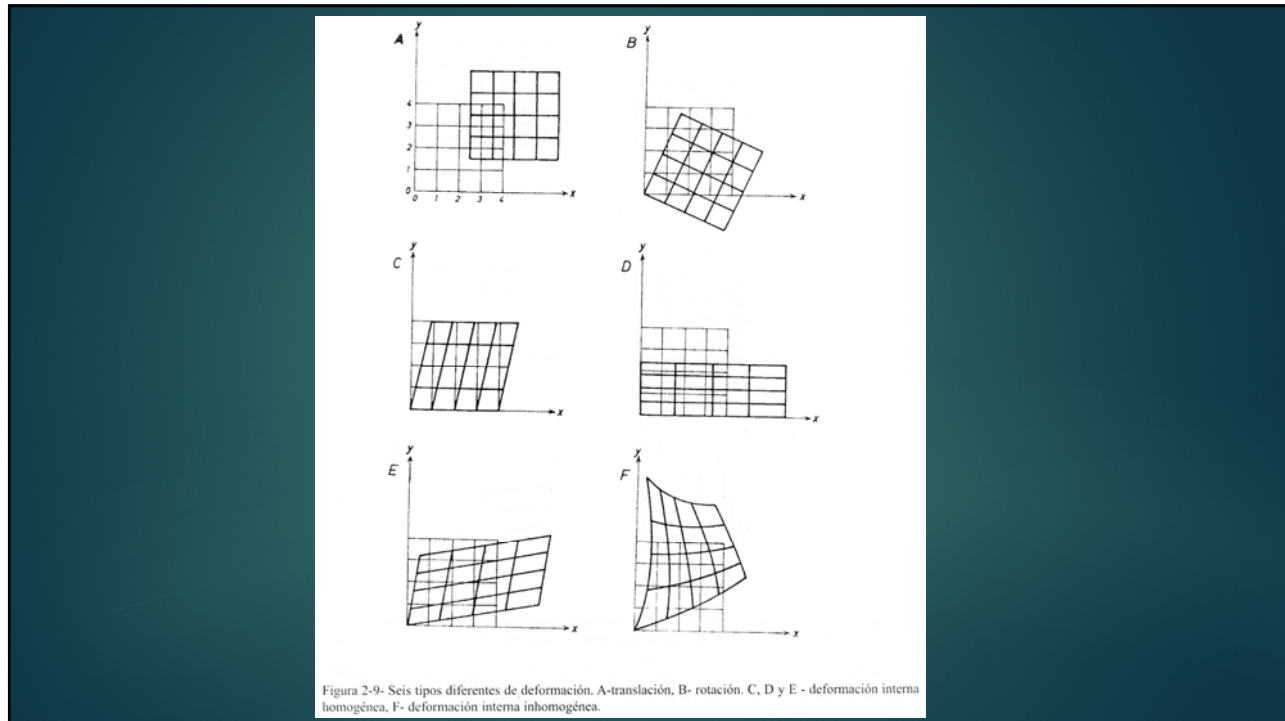 A
y
4
3
2
1
0
0 1 2 3 4
x
B
y
x
C
y
x
D
y
x
E
y
x
F
y
x
Figura 2-9- Seis tipos diferentes de deformación. A-translación, B- rotación. C, D y E - deformación interna
homogénea, F- deformación interna inhomogénea.